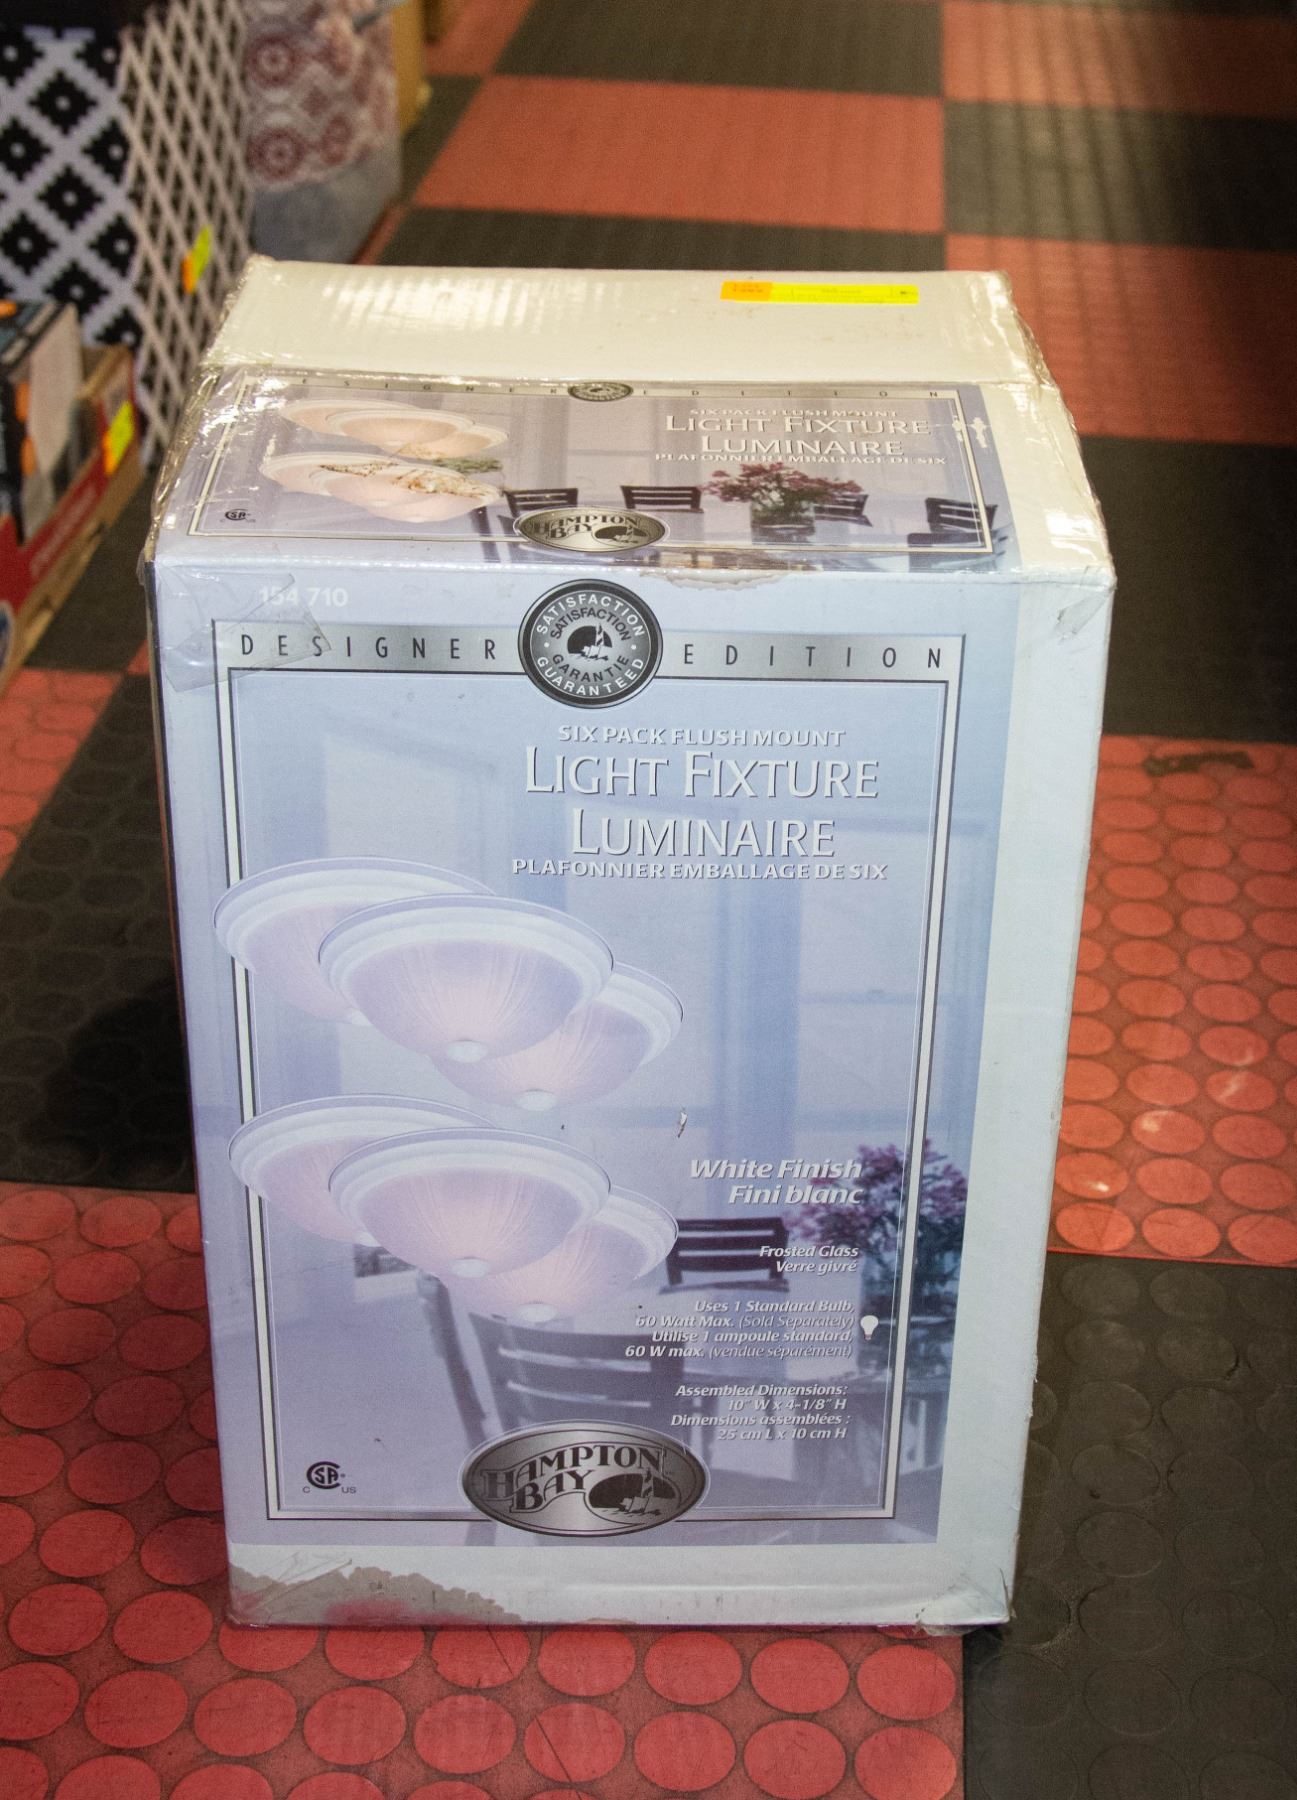 DESIGNER EDITION
SIX PACK FLUSH MOUNT
LIGHT FIXTURE
LUMINAIRE
PLAFONNIER EMBALLAGE DE SIX
HAMPTON
BAY
154 710
DESIGNER EDITION
SATISFACTION
SATISFACTION
GARANTIE
GUARANTEED
SIX PACK FLUSH MOUNT
LIGHT FIXTURE
LUMINAIRE
PLAFONNIER EMBALLAGE DE SIX
White Finish
Fini blanc
Frosted Glass
Verre givré
Uses 1 Standard Bulb,
60 Watt Max. (Sold Separately)
Utilise 1 ampoule standard,
60 W max. (vendue séparément)
Assembled Dimensions:
10" W x 4-1/8" H
Dimensions assemblées :
25 cm L x 10 cm H
HAMPTON
BAY
C US